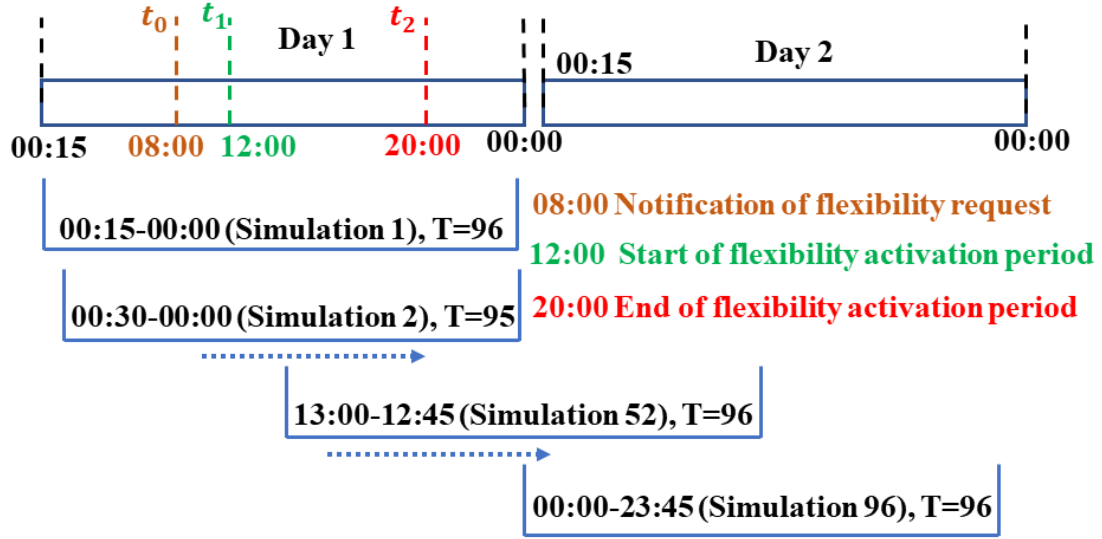 t₀ t₁ Day 1 t₂
00:15 Day 2
00:15 08:00 12:00 20:00 00:00 00:00
00:15-00:00 (Simulation 1), T=96
00:30-00:00 (Simulation 2), T=95
13:00-12:45 (Simulation 52), T=96
00:00-23:45 (Simulation 96), T=96
08:00 Notification of flexibility request
12:00 Start of flexibility activation period
20:00 End of flexibility activation period